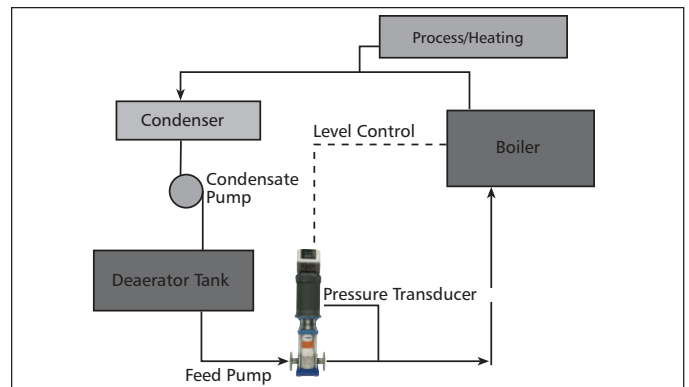 Process/Heating
Condenser
Level Control
Boiler
Condensate
Pump
Deaerator Tank
Pressure Transducer
Feed Pump